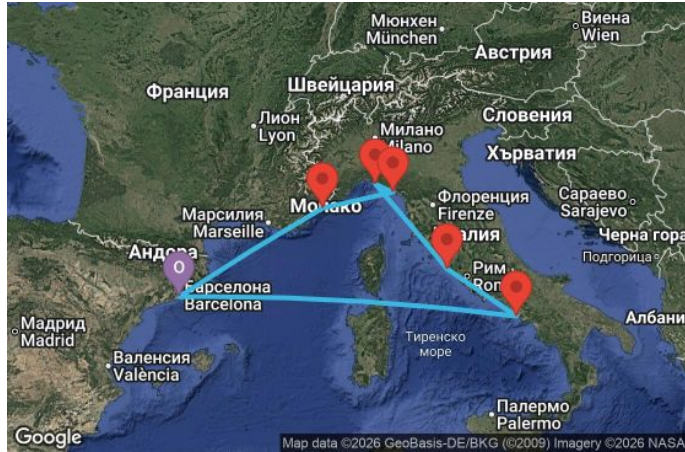 Мюнхен
München
Виена
Wien
Австрия
Франция
Швейцария
Лион
Lyon
Словения
Милано
Milano
Хърватия
Монако
Флоренция
Firenze
Сараево
Sarajevo
Марсилия
Marseille
Андора
Черна гора
Подгорица
O
Барселона
Barcelona
Рим
Мадрид
Madrid
Валенсия
València
Тиренско
море
Албани
Палермо
Palermo
Google
Map data ©2026 GeoBasis-DE/BKG (©2009) Imagery ©2026 NASA